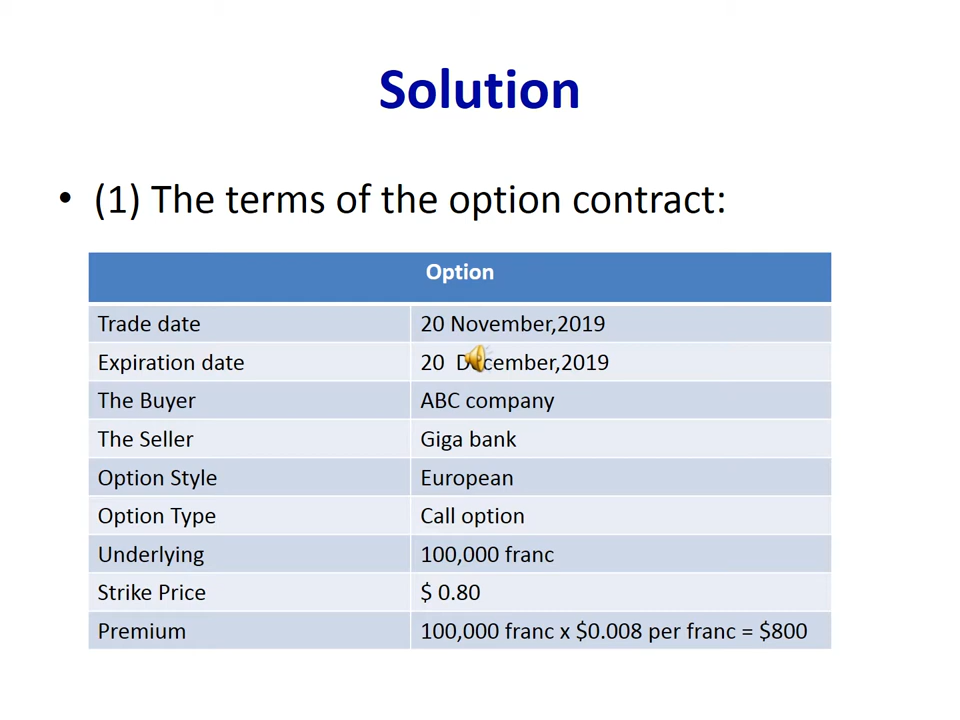 Solution
• (1) The terms of the option contract:
Option
Trade date 20 November,2019
Expiration date 20 December,2019
The Buyer ABC company
The Seller Giga bank
Option Style European
Option Type Call option
Underlying 100,000 franc
Strike Price $ 0.80
Premium 100,000 franc x $0.008 per franc = $800